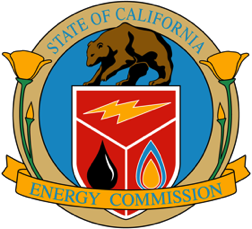 STATE OF CALIFORNIA
ENERGY COMMISSION